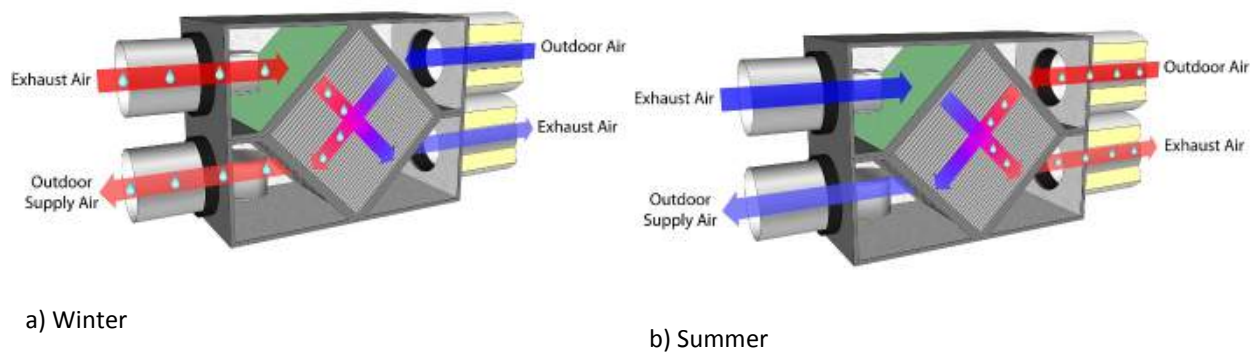 Exhaust Air
Outdoor Air
Exhaust Air
Outdoor
Supply Air
a) Winter
Exhaust Air
Outdoor Air
Exhaust Air
Outdoor
Supply Air
b) Summer